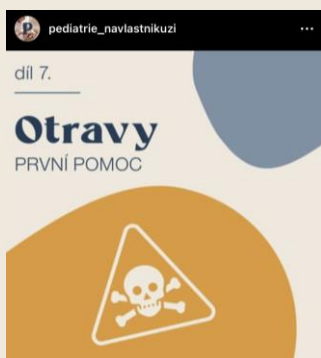 pediatrie_navlastnikuzi
díl 7.
Otravy
PRVNÍ POMOC